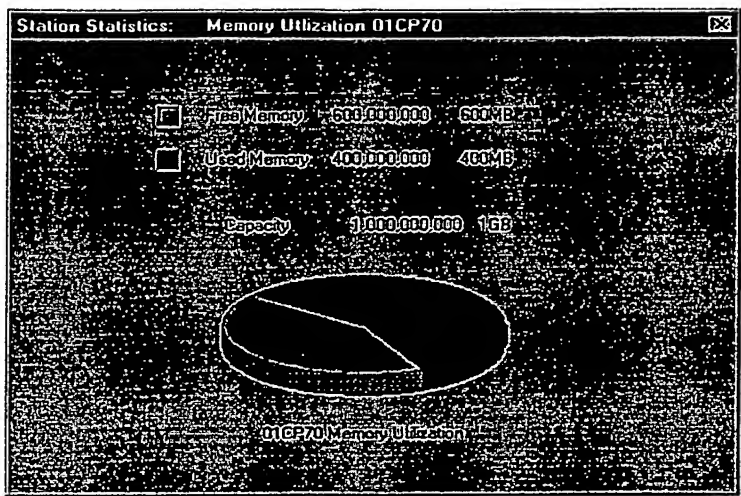 Station Statistics: Memory Utlization 01CP70
Free Memory 600,000,000 600MB
Used Memory 400,000,000 400MB
Capacity 1,000,000,000 1GB
01CP70 Memory Utilization